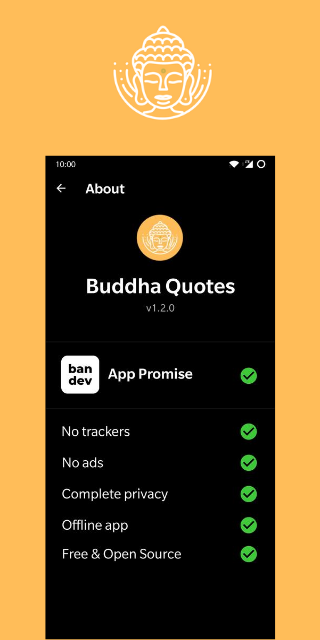 10:00
About
Buddha Quotes
v1.2.0
ban
dev
App Promise
No trackers
No ads
Complete privacy
Offline app
Free & Open Source